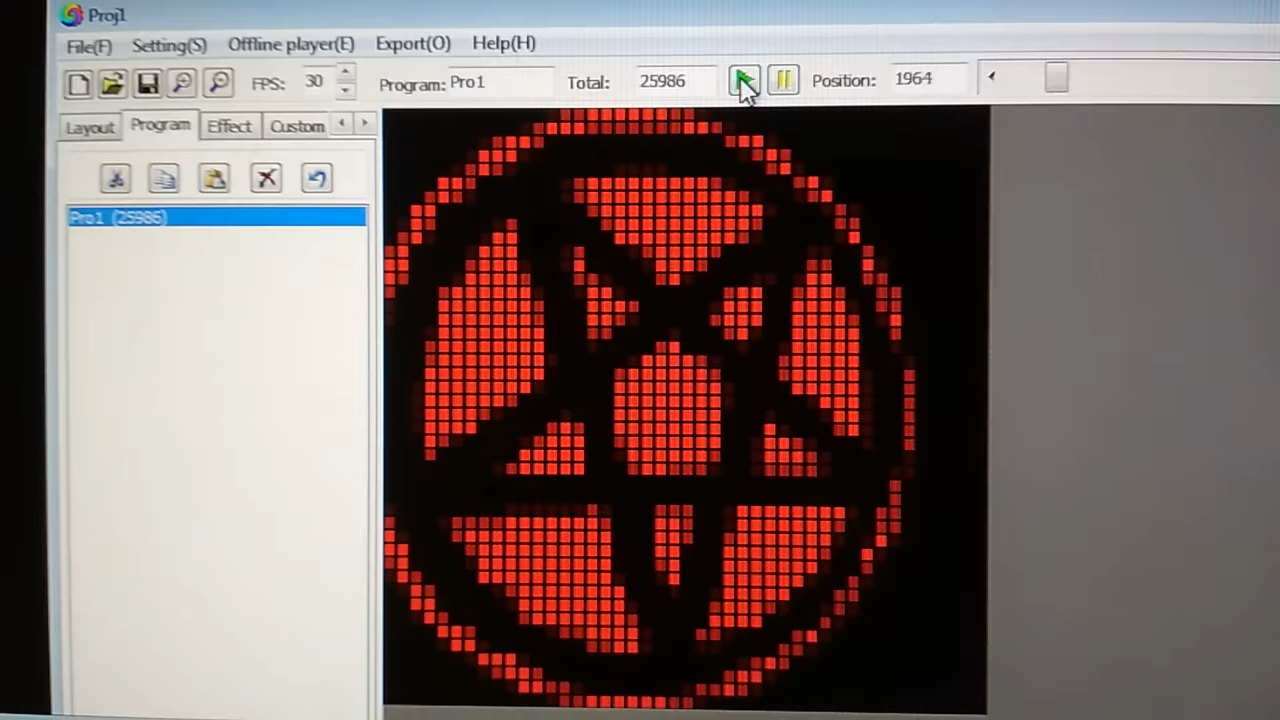 Proj1
File(F) Setting(S) Offline player(E) Export(O) Help(H)
FPS: 30 Program: Pro1 Total: 25986 Position: 1964
Layout Program Effect Custom
Pro1 (25986)